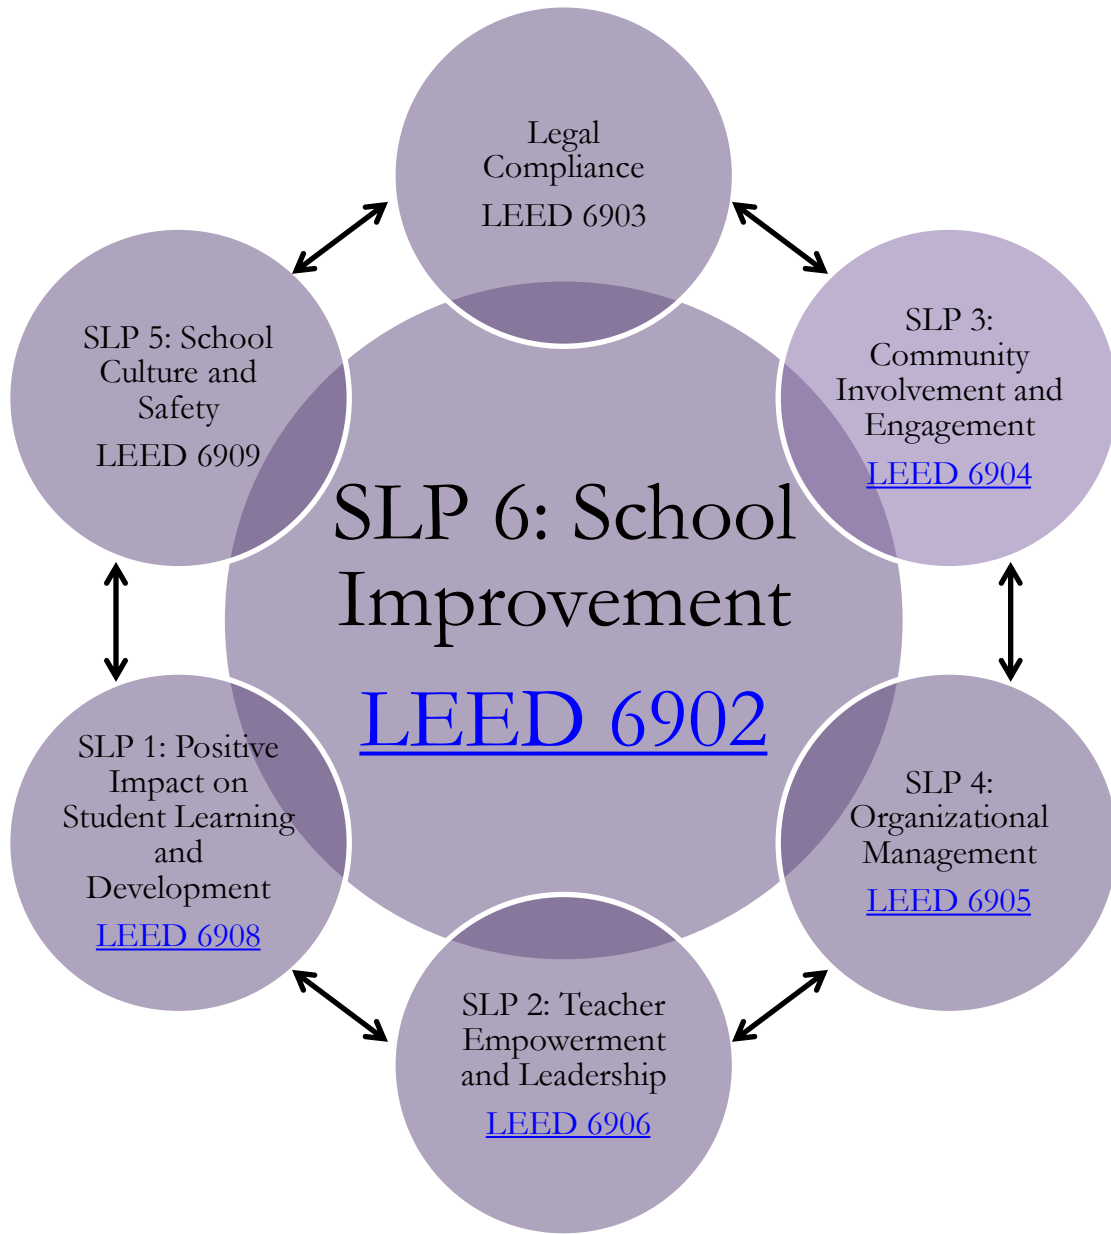 Legal
Compliance
LEED 6903
SLP 3:
Community
Involvement and
Engagement
LEED 6904
SLP 5: School
Culture and
Safety
LEED 6909
SLP 6: School
Improvement
LEED 6902
SLP 4:
Organizational
Management
LEED 6905
SLP 1: Positive
Impact on
Student Learning
and
Development
LEED 6908
SLP 2: Teacher
Empowerment
and Leadership
LEED 6906